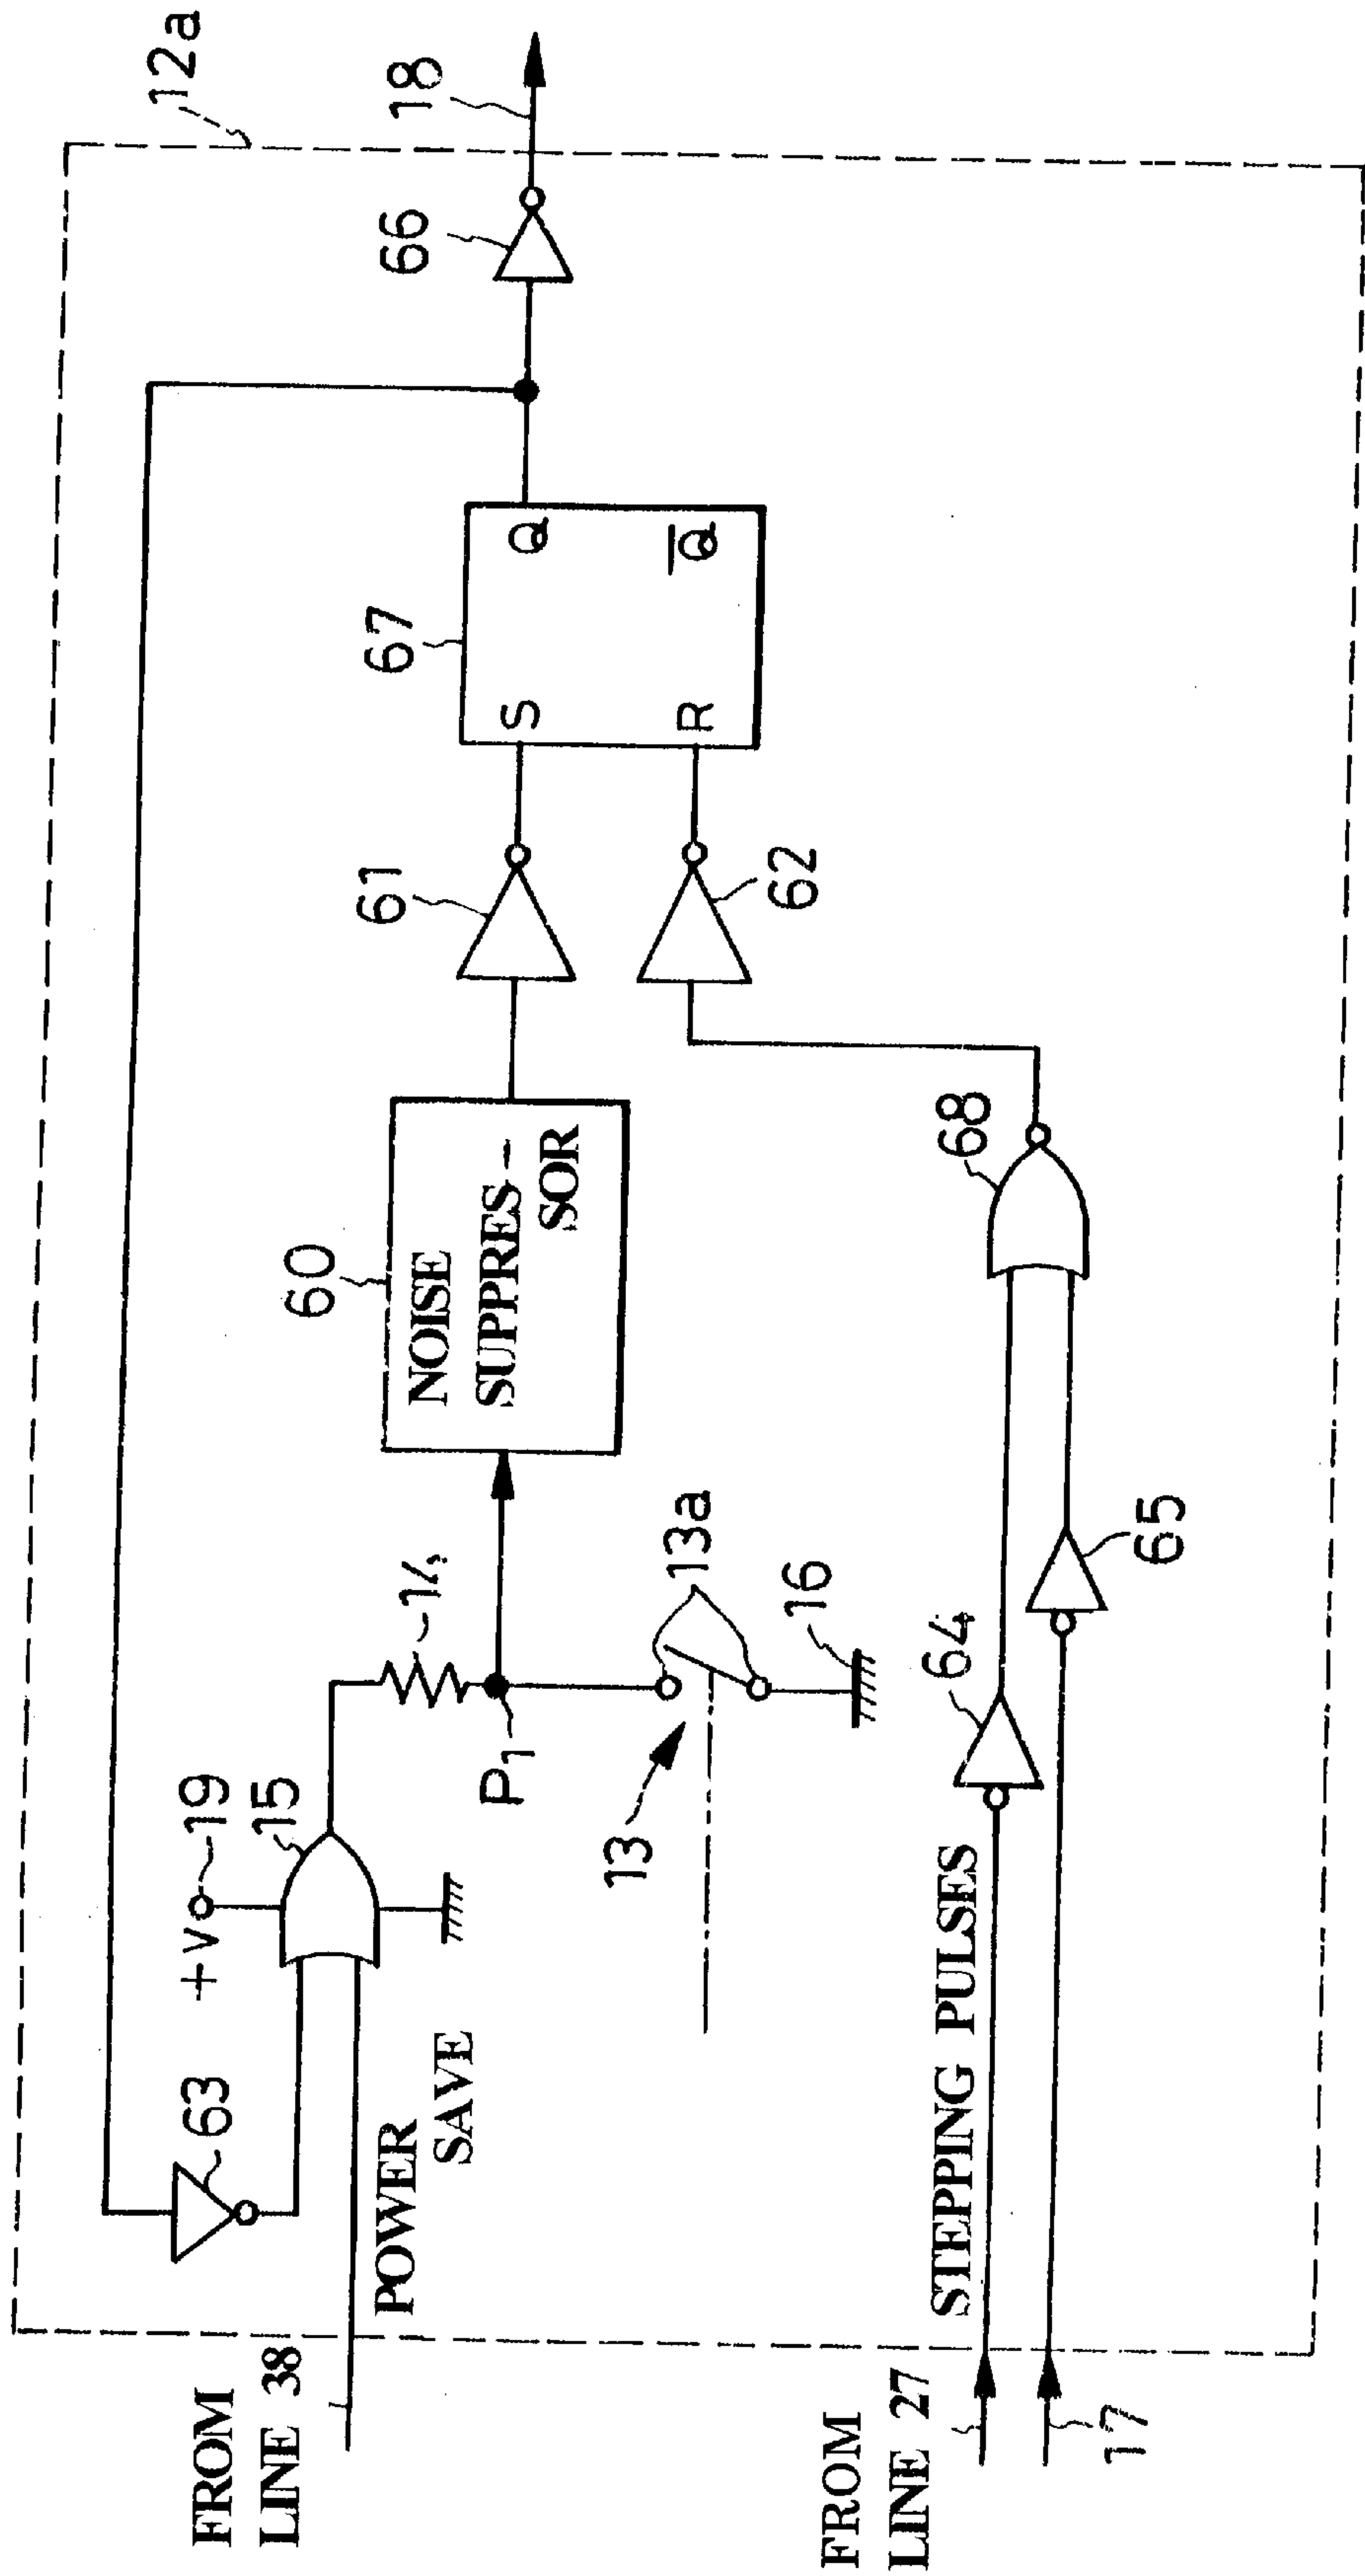 12a
FROM
LINE 38
63
+V
19
15
POWER
SAVE
14
P1
13
13a
16
60
NOISE
SUPPRES-
SOR
61
62
67
S
Q
R
Q̅
66
18
FROM
LINE 27
17
STEPPING PULSES
64
65
68